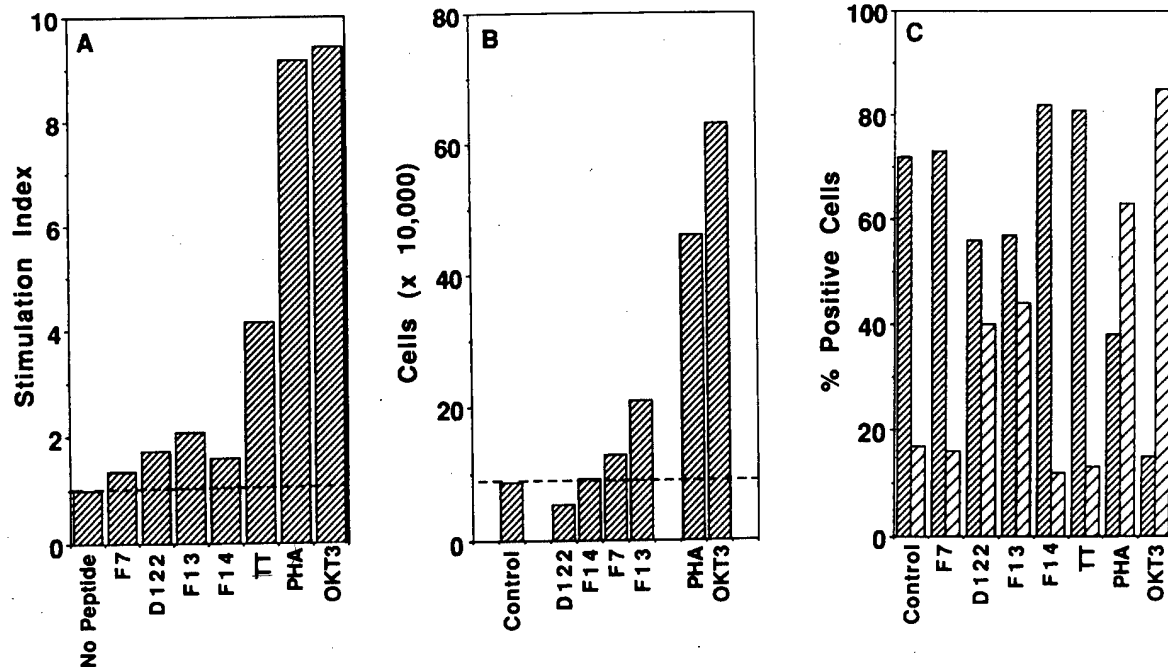 A
Stimulation Index
10
8
6
4
2
0
No Peptide
F7
D122
F13
F14
TT
PHA
OKT3
B
Cells (x 10,000)
80
60
40
20
0
Control
D122
F14
F7
F13
PHA
OKT3
C
% Positive Cells
100
80
60
40
20
0
Control
F7
D122
F13
F14
TT
PHA
OKT3